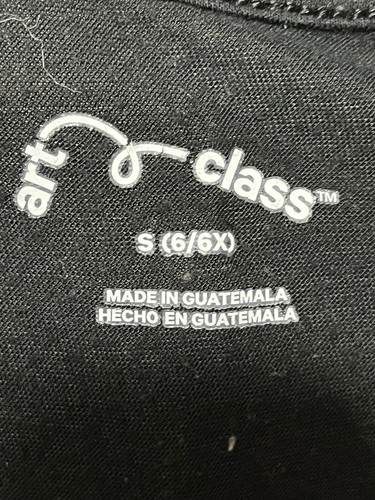 art class™
S (6/6X)
MADE IN GUATEMALA
HECHO EN GUATEMALA